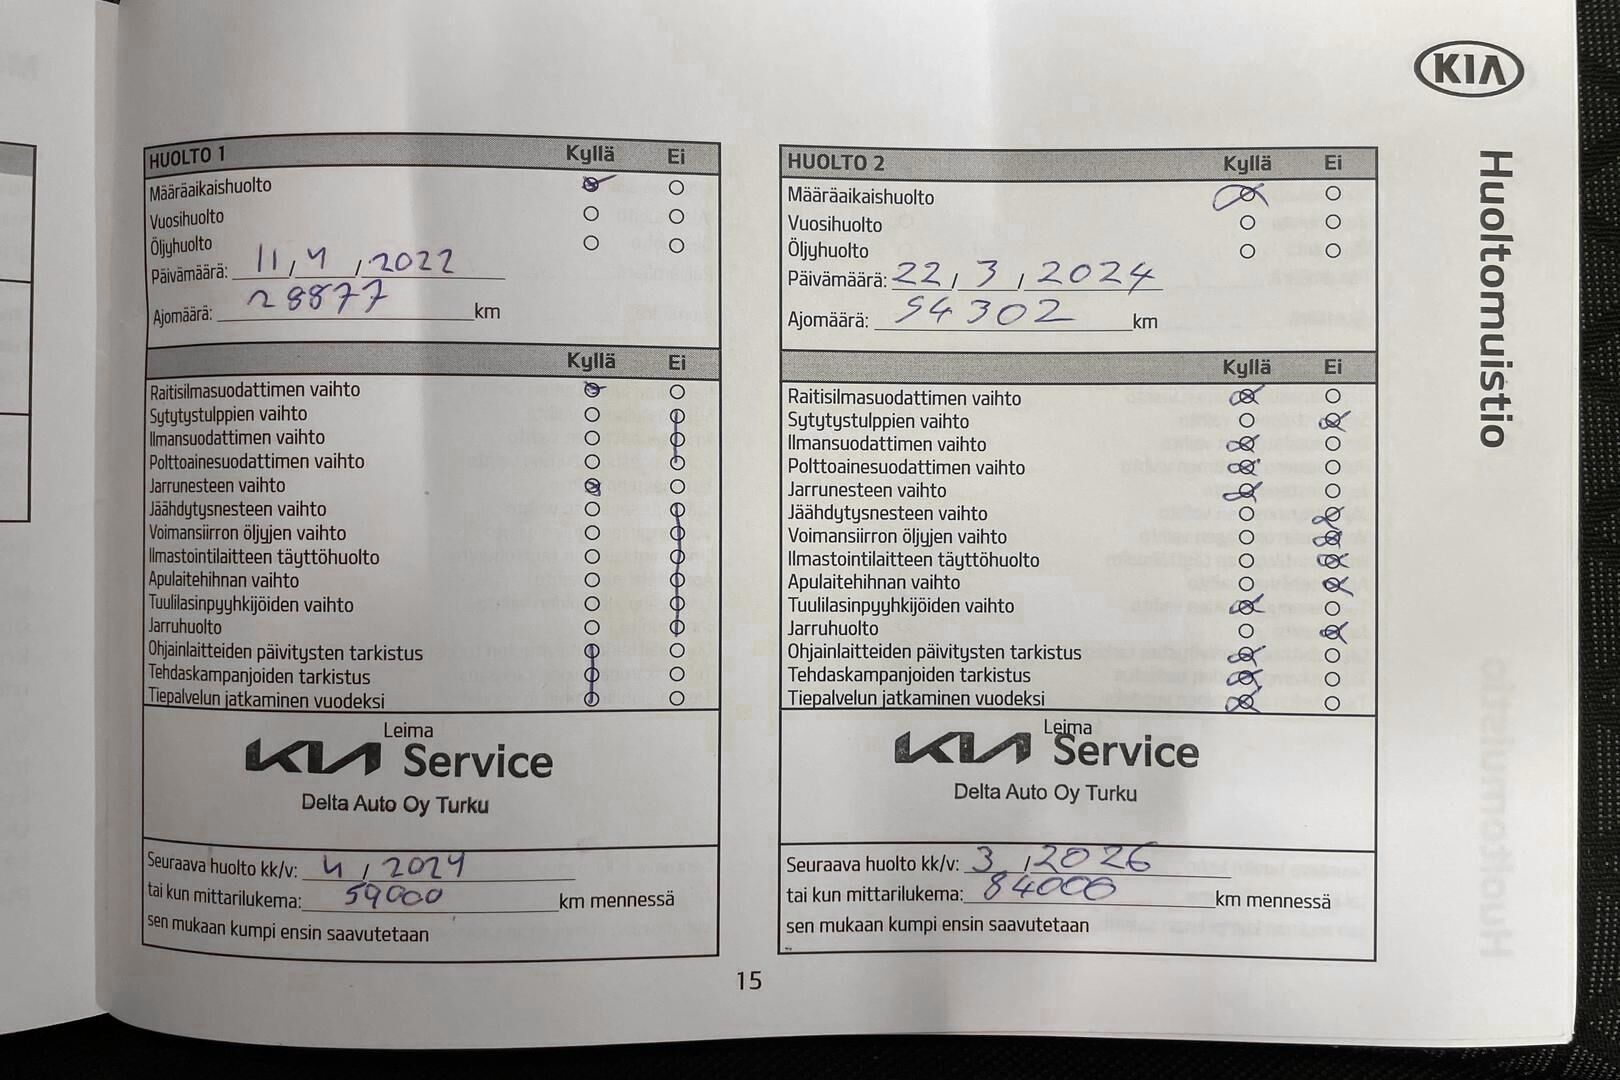 KIA
Huoltomuistio
HUOLTO 1 Kyllä Ei
Määräaikaishuolto
Vuosihuolto
Öljyhuolto
Päivämäärä: 11 / 4 / 2022
Ajomäärä: 28877 km
Kyllä Ei
Raitisilmasuodattimen vaihto
Sytytystulppien vaihto
Ilmansuodattimen vaihto
Polttoainesuodattimen vaihto
Jarrunesteen vaihto
Jäähdytysnesteen vaihto
Voimansiirron öljyjen vaihto
Ilmastointilaitteen täyttöhuolto
Apulaitehihnan vaihto
Tuulilasinpyyhkijöiden vaihto
Jarruhuolto
Ohjainlaitteiden päivitysten tarkistus
Tehdaskampanjoiden tarkistus
Tiepalvelun jatkaminen vuodeksi
Leima
KIA Service
Delta Auto Oy Turku
Seuraava huolto kk/v: 4 / 2024
tai kun mittarilukema: 59000 km mennessä
sen mukaan kumpi ensin saavutetaan
HUOLTO 2 Kyllä Ei
Määräaikaishuolto
Vuosihuolto
Öljyhuolto
Päivämäärä: 22 / 3 / 2024
Ajomäärä: 54302 km
Kyllä Ei
Raitisilmasuodattimen vaihto
Sytytystulppien vaihto
Ilmansuodattimen vaihto
Polttoainesuodattimen vaihto
Jarrunesteen vaihto
Jäähdytysnesteen vaihto
Voimansiirron öljyjen vaihto
Ilmastointilaitteen täyttöhuolto
Apulaitehihnan vaihto
Tuulilasinpyyhkijöiden vaihto
Jarruhuolto
Ohjainlaitteiden päivitysten tarkistus
Tehdaskampanjoiden tarkistus
Tiepalvelun jatkaminen vuodeksi
Leima
KIA Service
Delta Auto Oy Turku
Seuraava huolto kk/v: 3 / 2026
tai kun mittarilukema: 84000 km mennessä
sen mukaan kumpi ensin saavutetaan
15